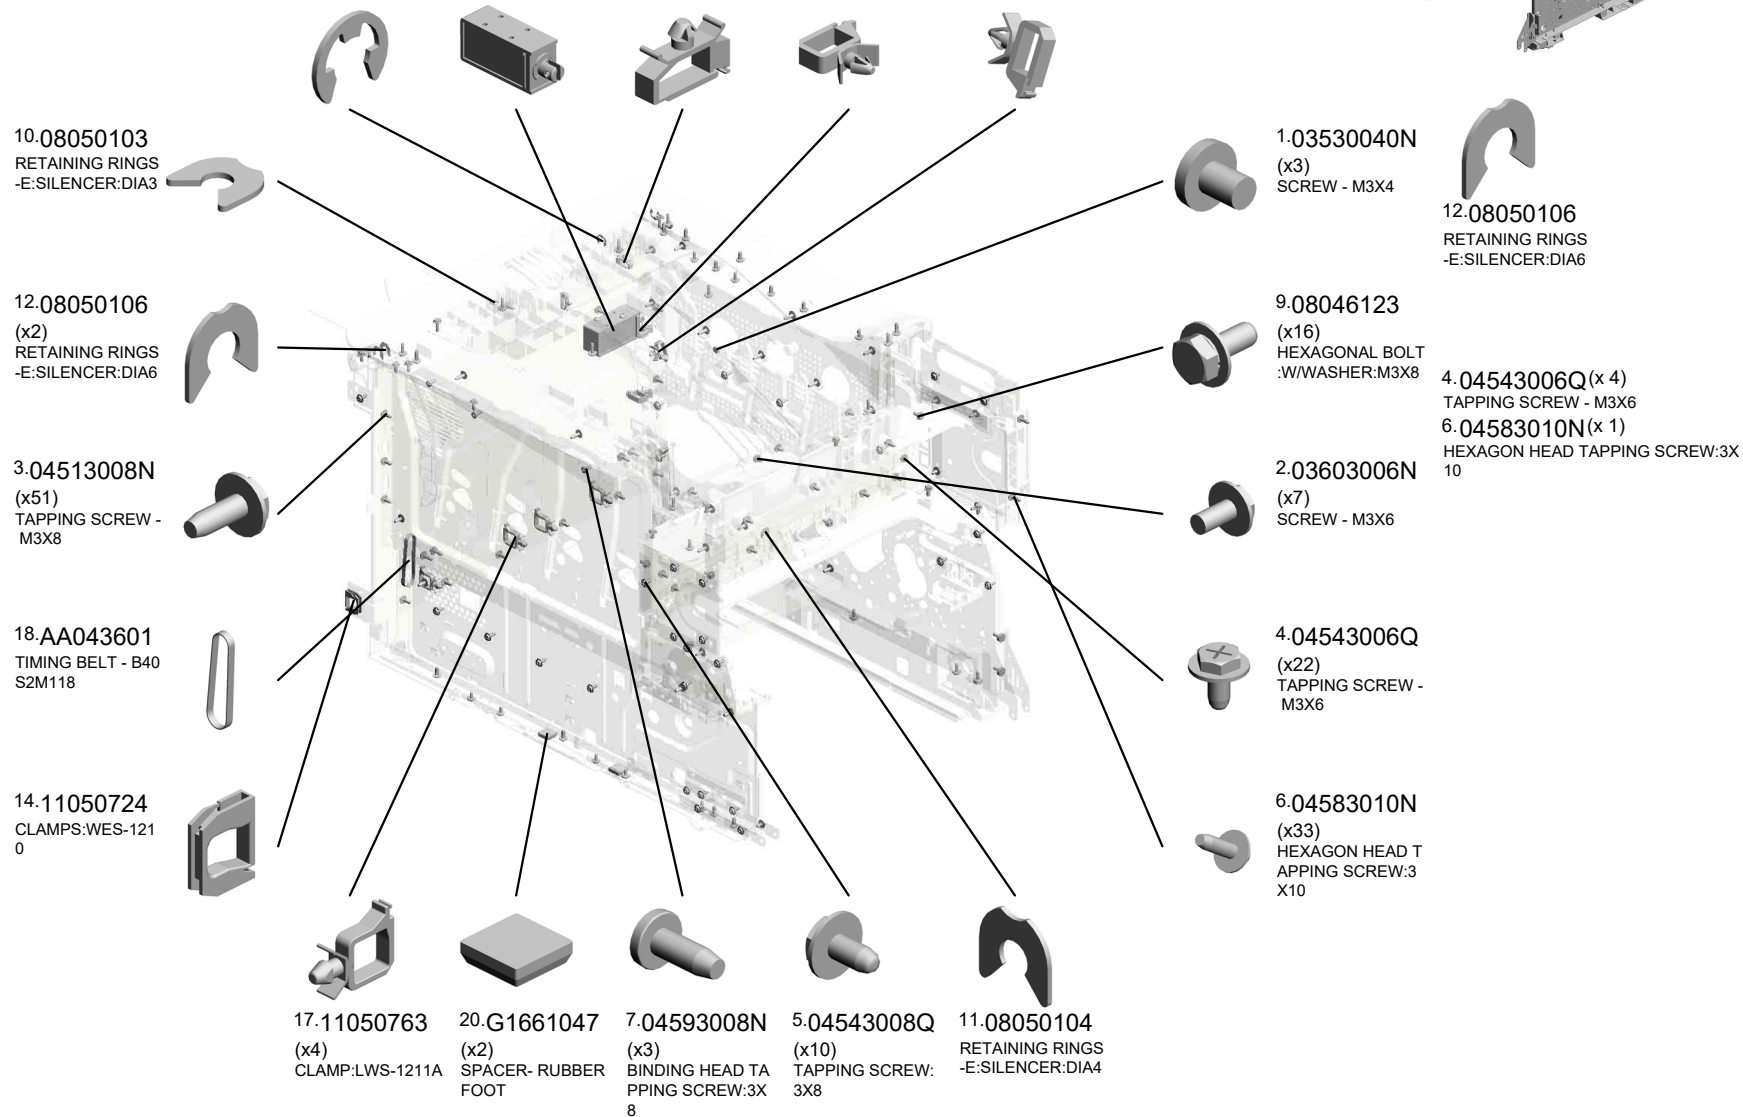 10.08050103
RETAINING RINGS
-E:SILENCER:DIA3
12.08050106
(x2)
RETAINING RINGS
-E:SILENCER:DIA6
3.04513008N
(x51)
TAPPING SCREW -
M3X8
18.AA043601
TIMING BELT - B40
S2M118
14.11050724
CLAMPS:WES-121
0
17.11050763
(x4)
CLAMP:LWS-1211A
20.G1661047
(x2)
SPACER- RUBBER
FOOT
7.04593008N
(x3)
BINDING HEAD TA
PPING SCREW:3X
8
5.04543008Q
(x10)
TAPPING SCREW:
3X8
11.08050104
RETAINING RINGS
-E:SILENCER:DIA4
1.03530040N
(x3)
SCREW - M3X4
9.08046123
(x16)
HEXAGONAL BOLT
:W/WASHER:M3X8
2.03603006N
(x7)
SCREW - M3X6
4.04543006Q
(x22)
TAPPING SCREW -
M3X6
6.04583010N
(x33)
HEXAGON HEAD T
APPING SCREW:3
X10
12.08050106
RETAINING RINGS
-E:SILENCER:DIA6
4.04543006Q(x 4)
TAPPING SCREW - M3X6
6.04583010N(x 1)
HEXAGON HEAD TAPPING SCREW:3X
10